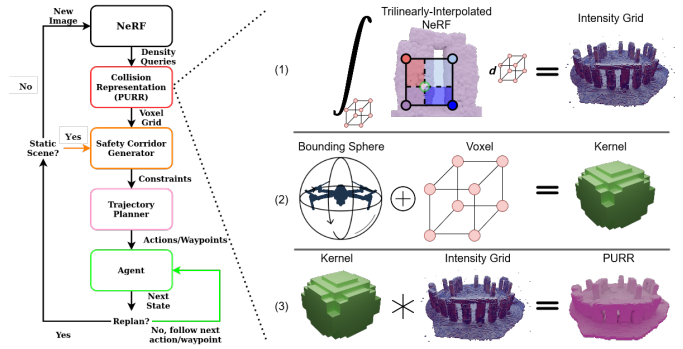 New
Image
NeRF
Density
Queries
Collision
Representation
(PURR)
No
Voxel
Grid
Static
Scene?
Yes
Safety Corridor
Generator
Constraints
Trajectory
Planner
Actions/Waypoints
Agent
Next
State
Replan?
Yes
No, follow next
action/waypoint
Trilinearly-Interpolated
NeRF
Intensity Grid
(1)
d
Bounding Sphere
Voxel
Kernel
(2)
Kernel
Intensity Grid
PURR
(3)